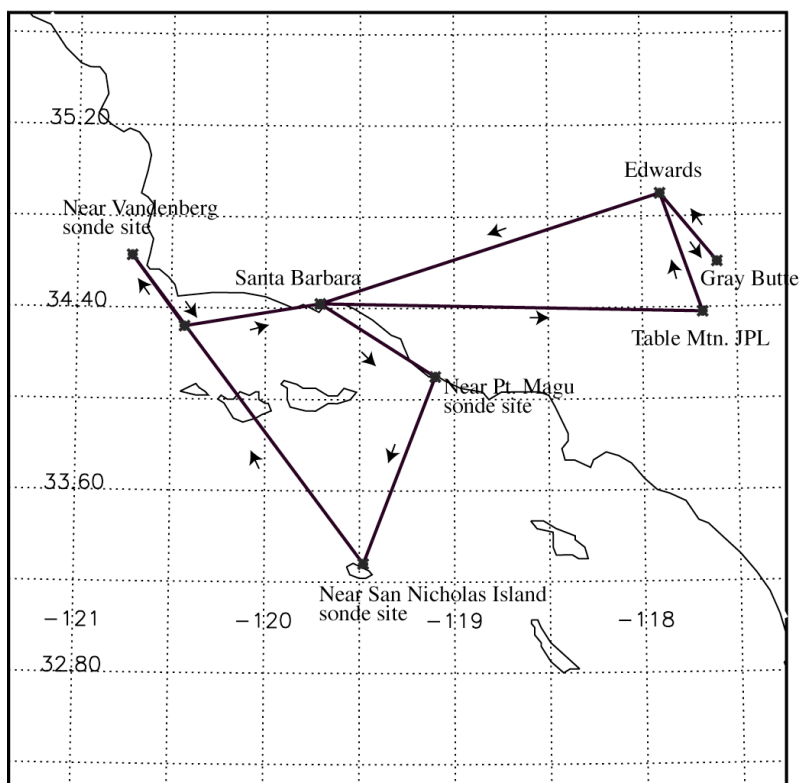 35.20
Edwards
Near Vandenberg
sonde site
Santa Barbara
Gray Butte
34.40
Table Mtn. JPL
Near Pt. Magu
sonde site
33.60
Near San Nicholas Island
sonde site
-121
-120
-119
-118
32.80